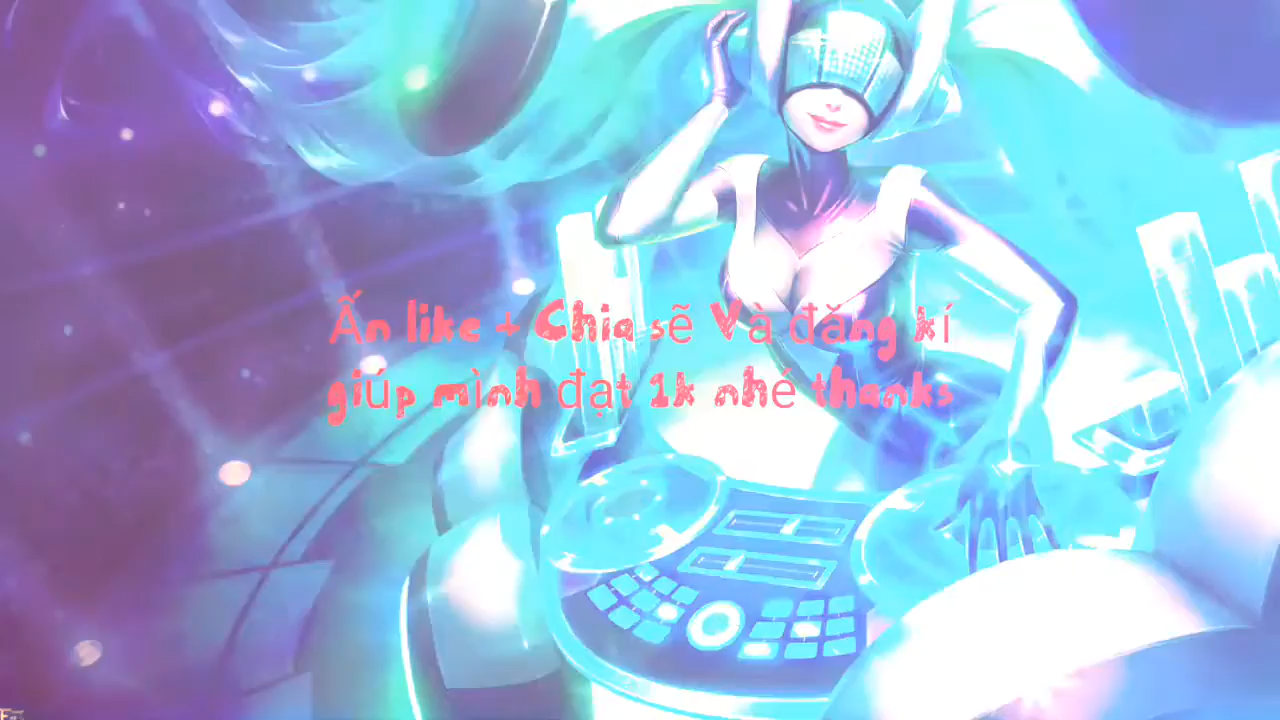 Ấn like + Chia sẽ Và đăng kí
giúp mình đạt 1k nhé thanks